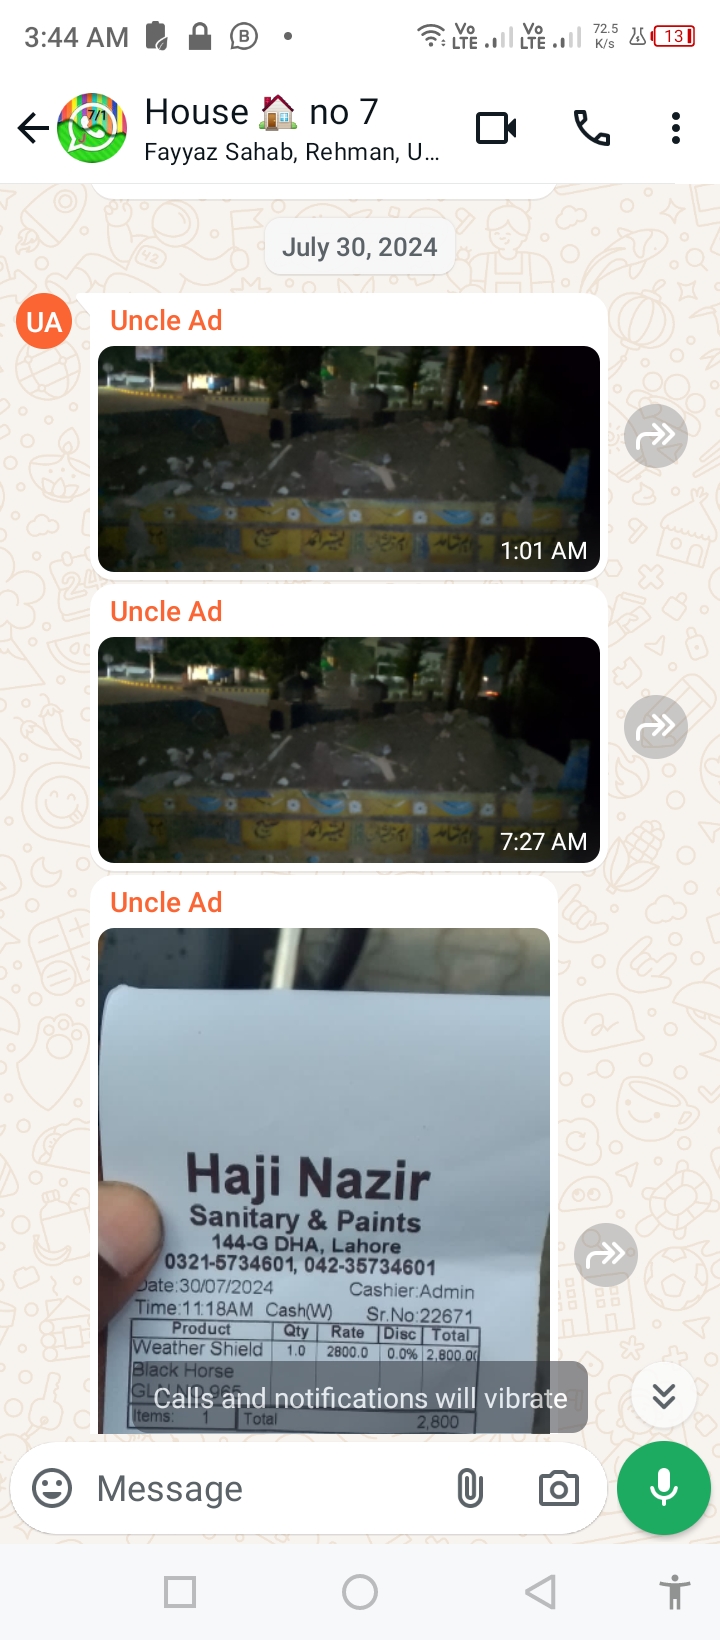 3:44 AM
Vo LTE Vo LTE 72.5 K/s 13
House 🏠 no 7
Fayyaz Sahab, Rehman, U...
July 30, 2024
UA
Uncle Ad
1:01 AM
Uncle Ad
7:27 AM
Uncle Ad
Haji Nazir
Sanitary & Paints
144-G DHA, Lahore
0321-5734601, 042-35734601
Date:30/07/2024 Cashier:Admin
Time:11:18AM Cash(W) Sr.No:22671
Product Qty Rate Disc Total
Weather Shield 1.0 2800.0 0.0% 2,800.00
Black Horse
GLN NO 965
Calls and notifications will vibrate
Items: 1 Total 2,800
Message